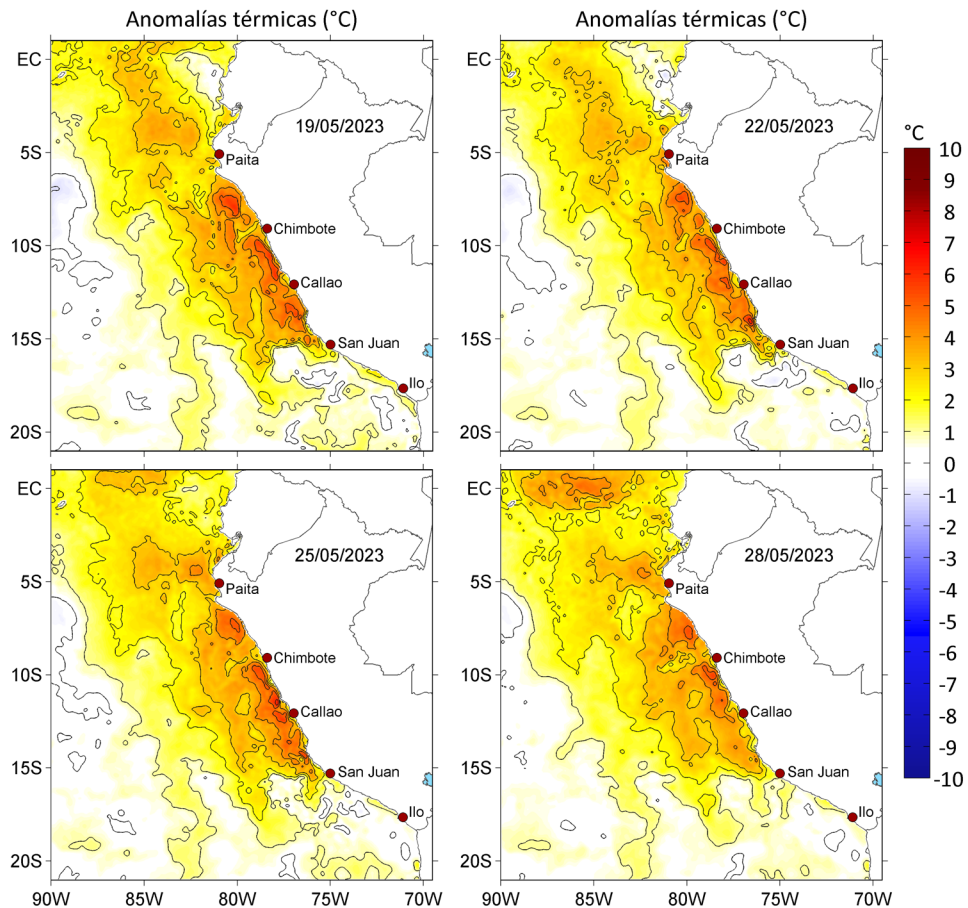 Anomalías térmicas (°C)
Anomalías térmicas (°C)
EC
5S
10S
15S
20S
19/05/2023
Paita
Chimbote
Callao
San Juan
Ilo
EC
5S
10S
15S
20S
22/05/2023
Paita
Chimbote
Callao
San Juan
Ilo
EC
5S
10S
15S
20S
25/05/2023
Paita
Chimbote
Callao
San Juan
Ilo
90W 85W 80W 75W 70W
EC
5S
10S
15S
20S
28/05/2023
Paita
Chimbote
Callao
San Juan
Ilo
90W 85W 80W 75W 70W
°C
10
9
8
7
6
5
4
3
2
1
0
-1
-2
-3
-4
-5
-6
-7
-8
-9
-10